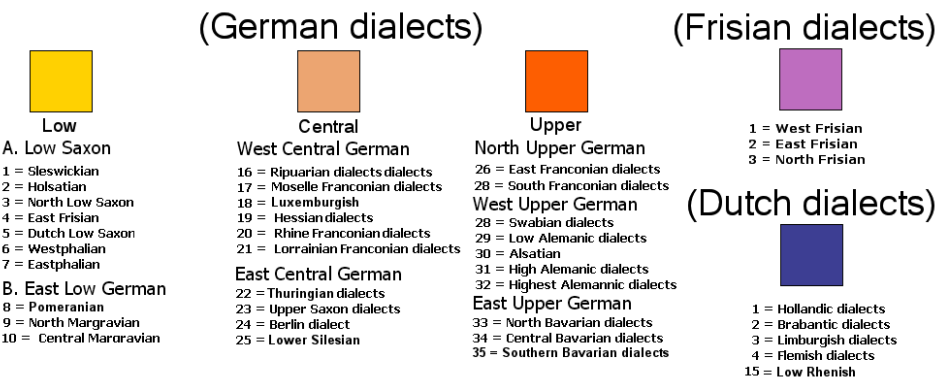 (German dialects)
Low
A. Low Saxon
1 = Sleswickian
2 = Holsatian
3 = North Low Saxon
4 = East Frisian
5 = Dutch Low Saxon
6 = Westphalian
7 = Eastphalian
B. East Low German
8 = Pomeranian
9 = North Margravian
10 = Central Margravian
Central
West Central German
16 = Ripuarian dialects dialects
17 = Moselle Franconian dialects
18 = Luxemburgish
19 = Hessian dialects
20 = Rhine Franconian dialects
21 = Lorrainian Franconian dialects
East Central German
22 = Thuringian dialects
23 = Upper Saxon dialects
24 = Berlin dialect
25 = Lower Silesian
Upper
North Upper German
26 = East Franconian dialects
28 = South Franconian dialects
West Upper German
28 = Swabian dialects
29 = Low Alemanic dialects
30 = Alsatian
31 = High Alemanic dialects
32 = Highest Alemannic dialects
East Upper German
33 = North Bavarian dialects
34 = Central Bavarian dialects
35 = Southern Bavarian dialects
(Frisian dialects)
1 = West Frisian
2 = East Frisian
3 = North Frisian
(Dutch dialects)
1 = Hollandic dialects
2 = Brabantic dialects
3 = Limburgish dialects
4 = Flemish dialects
15 = Low Rhenish